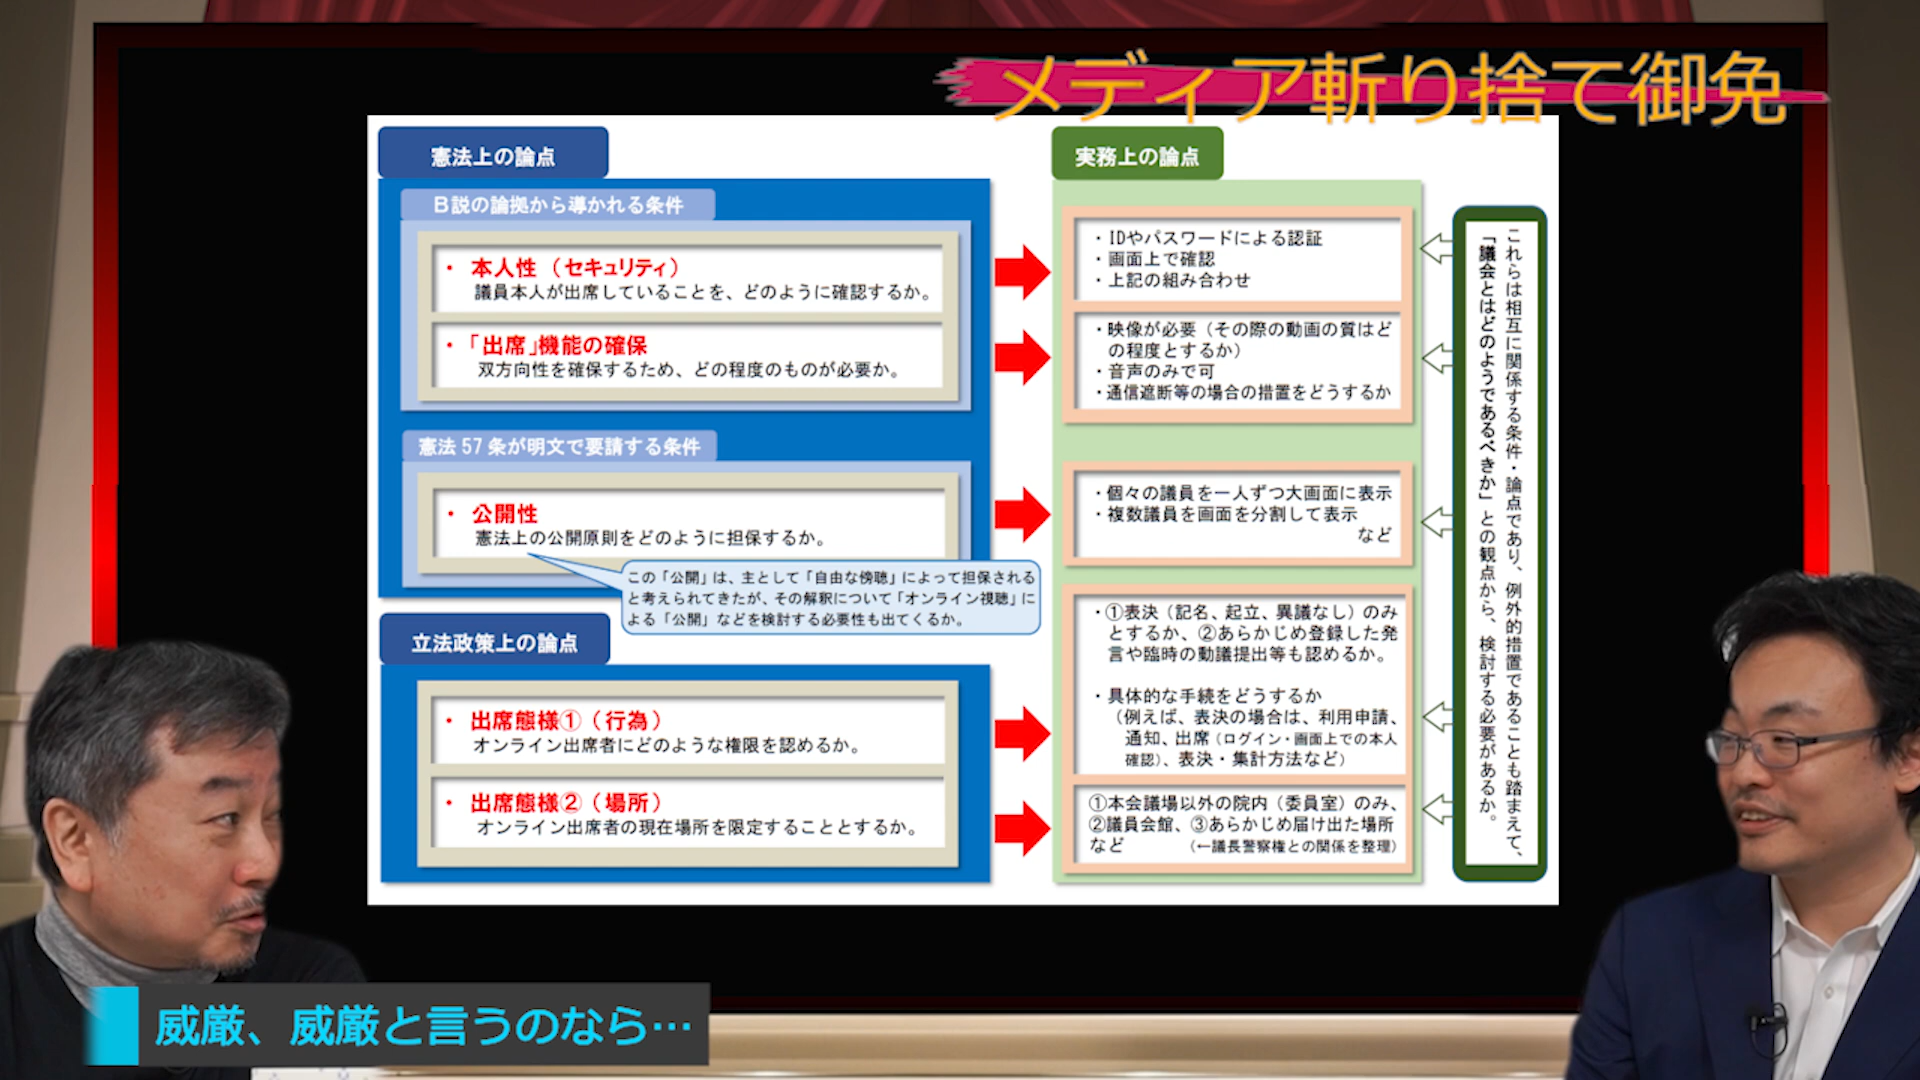 メディア斬り捨て御免
憲法上の論点
B説の論拠から導かれる条件
・ 本人性（セキュリティ）
議員本人が出席していることを、どのように確認するか。
・「出席」機能の確保
双方向性を確保するため、どの程度のものが必要か。
憲法57条が明文で要請する条件
・ 公開性
憲法上の公開原則をどのように担保するか。
この「公開」は、主として「自由な傍聴」によって担保される
と考えられてきたが、その解釈について「オンライン視聴」に
よる「公開」などを検討する必要性も出てくるか。
立法政策上の論点
・ 出席態様①（行為）
オンライン出席者にどのような権限を認めるか。
・ 出席態様②（場所）
オンライン出席者の現在場所を限定することとするか。
実務上の論点
・IDやパスワードによる認証
・画面上で確認
・上記の組み合わせ
・映像が必要（その際の動画の質はど
の程度とするか）
・音声のみで可
・通信遮断等の場合の措置をどうするか
・個々の議員を一人ずつ大画面に表示
・複数議員を画面を分割して表示
など
・①表決（記名、起立、異議なし）のみ
とするか、②あらかじめ登録した発
言や臨時の動議提出等も認めるか。
・具体的な手続をどうするか
（例えば、表決の場合は、利用申請、
通知、出席（ログイン・画面上での本人
確認）、表決・集計方法など）
①本会議場以外の院内（委員室）のみ、
②議員会館、③あらかじめ届け出た場所
など （←議長警察権との関係を整理）
これらは相互に関係する条件・論点であり、例外的措置であることも踏まえて、
「議会とはどのようであるべきか」との観点から、検討する必要があるか。
威厳、威厳と言うのなら…